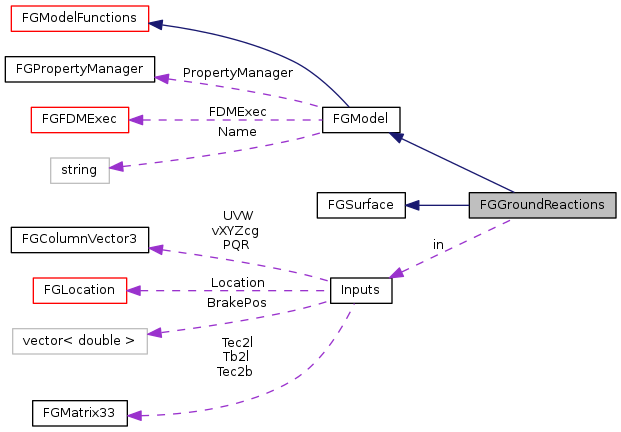 FGModelFunctions
FGPropertyManager
PropertyManager
FGFDMExec
FDMExec
Name
FGModel
string
FGSurface
FGGroundReactions
FGColumnVector3
UVW
vXYZcg
PQR
in
FGLocation
Location
BrakePos
Inputs
vector< double >
Tec2l
Tb2l
Tec2b
FGMatrix33